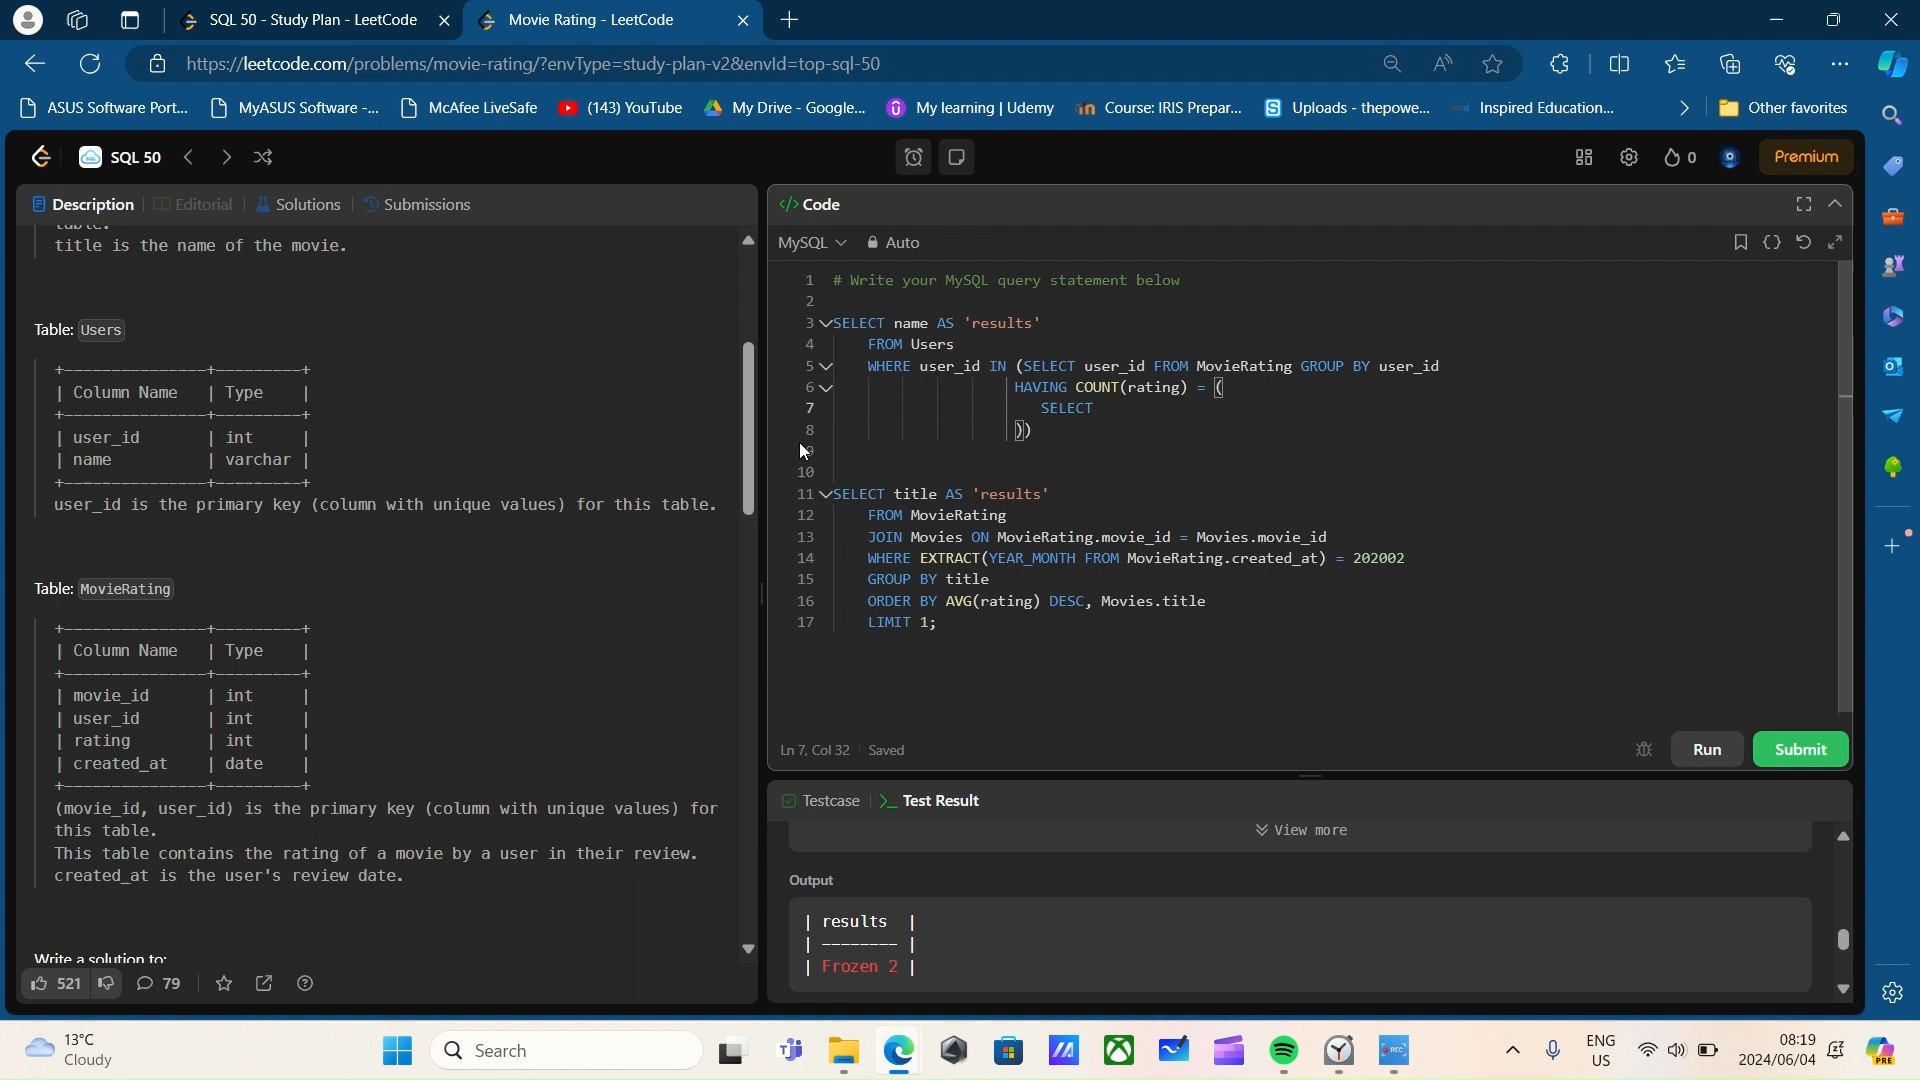 SQL 50 - Study Plan - LeetCode
Movie Rating - LeetCode
https://leetcode.com/problems/movie-rating/?envType=study-plan-v2&envId=top-sql-50
ASUS Software Port...
MyASUS Software -...
McAfee LiveSafe
(143) YouTube
My Drive - Google...
My learning | Udemy
Course: IRIS Prepar...
Uploads - thepowe...
Inspired Education...
Other favorites
SQL 50
0
Premium
Description
Editorial
Solutions
Submissions
table.
title is the name of the movie.
Table: Users
+---------------+---------+
| Column Name | Type |
+---------------+---------+
| user_id | int |
| name | varchar |
+---------------+---------+
user_id is the primary key (column with unique values) for this table.
Table: MovieRating
+---------------+---------+
| Column Name | Type |
+---------------+---------+
| movie_id | int |
| user_id | int |
| rating | int |
| created_at | date |
+---------------+---------+
(movie_id, user_id) is the primary key (column with unique values) for
this table.
This table contains the rating of a movie by a user in their review.
created_at is the user's review date.
Write a solution to:
521
79
</> Code
MySQL
Auto
1 # Write your MySQL query statement below
2
3 SELECT name AS 'results'
4 FROM Users
5 WHERE user_id IN (SELECT user_id FROM MovieRating GROUP BY user_id
6 HAVING COUNT(rating) = (
7 SELECT
8 ))
10
11 SELECT title AS 'results'
12 FROM MovieRating
13 JOIN Movies ON MovieRating.movie_id = Movies.movie_id
14 WHERE EXTRACT(YEAR_MONTH FROM MovieRating.created_at) = 202002
15 GROUP BY title
16 ORDER BY AVG(rating) DESC, Movies.title
17 LIMIT 1;
Ln 7, Col 32
Saved
Run
Submit
Testcase
>_ Test Result
View more
Output
| results |
| -------- |
| Frozen 2 |
13°C
Cloudy
Search
REC
ENG
US
08:19
2024/06/04
PRE